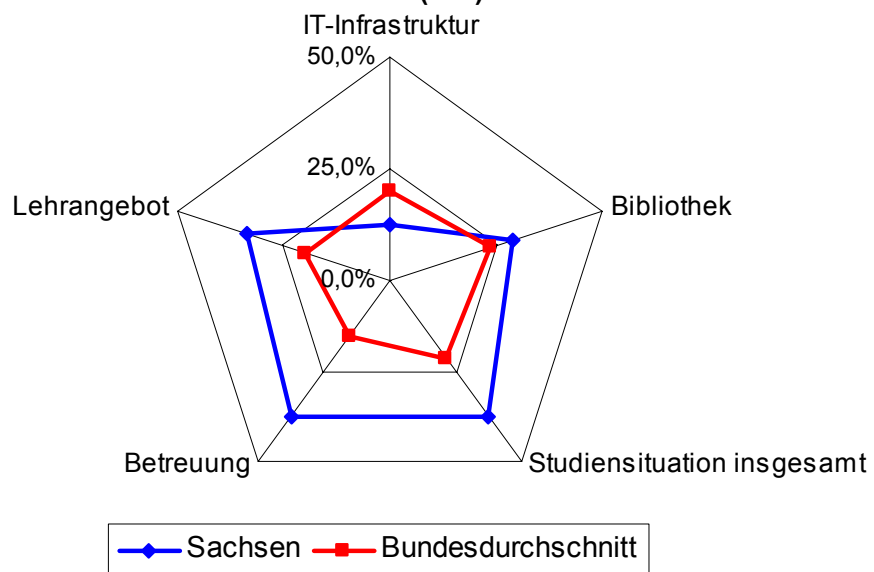 IT-Infrastruktur
50,0%
25,0%
Lehrangebot
Bibliothek
0,0%
Betreuung
Studiensituation insgesamt
Sachsen
Bundesdurchschnitt